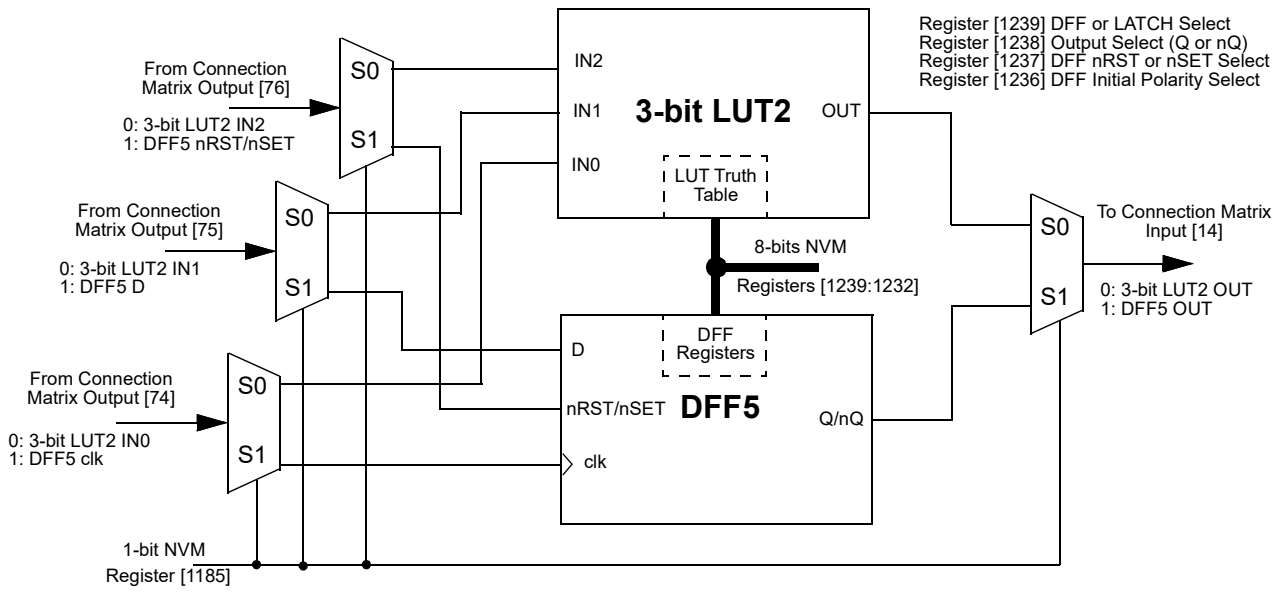 Register [1239] DFF or LATCH Select
Register [1238] Output Select (Q or nQ)
Register [1237] DFF nRST or nSET Select
Register [1236] DFF Initial Polarity Select
From Connection
Matrix Output [76]
0: 3-bit LUT2 IN2
1: DFF5 nRST/nSET
S0
S1
From Connection
Matrix Output [75]
0: 3-bit LUT2 IN1
1: DFF5 D
S0
S1
From Connection
Matrix Output [74]
0: 3-bit LUT2 IN0
1: DFF5 clk
S0
S1
IN2
IN1
IN0
3-bit LUT2
OUT
LUT Truth
Table
8-bits NVM
Registers [1239:1232]
DFF
Registers
D
nRST/nSET
clk
DFF5
Q/nQ
S0
S1
To Connection Matrix
Input [14]
0: 3-bit LUT2 OUT
1: DFF5 OUT
1-bit NVM
Register [1185]